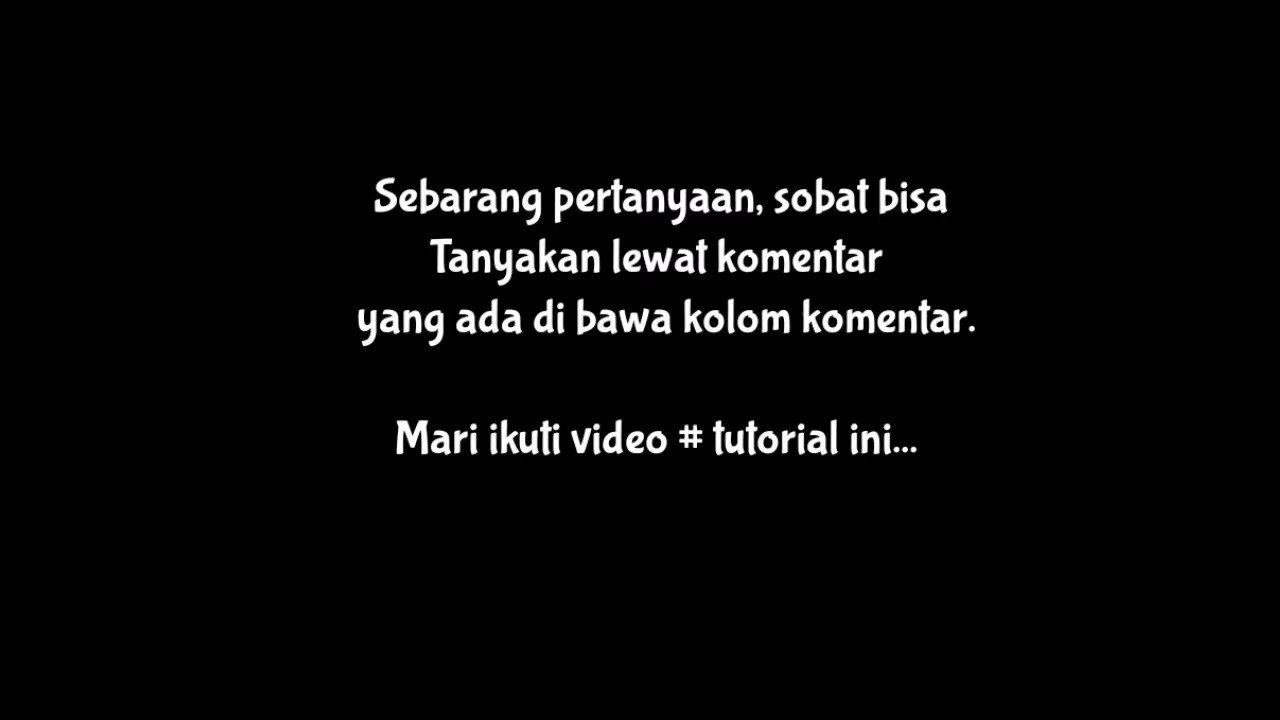 Sebarang pertanyaan, sobat bisa
Tanyakan lewat komentar
yang ada di bawa kolom komentar.
Mari ikuti video # tutorial ini...